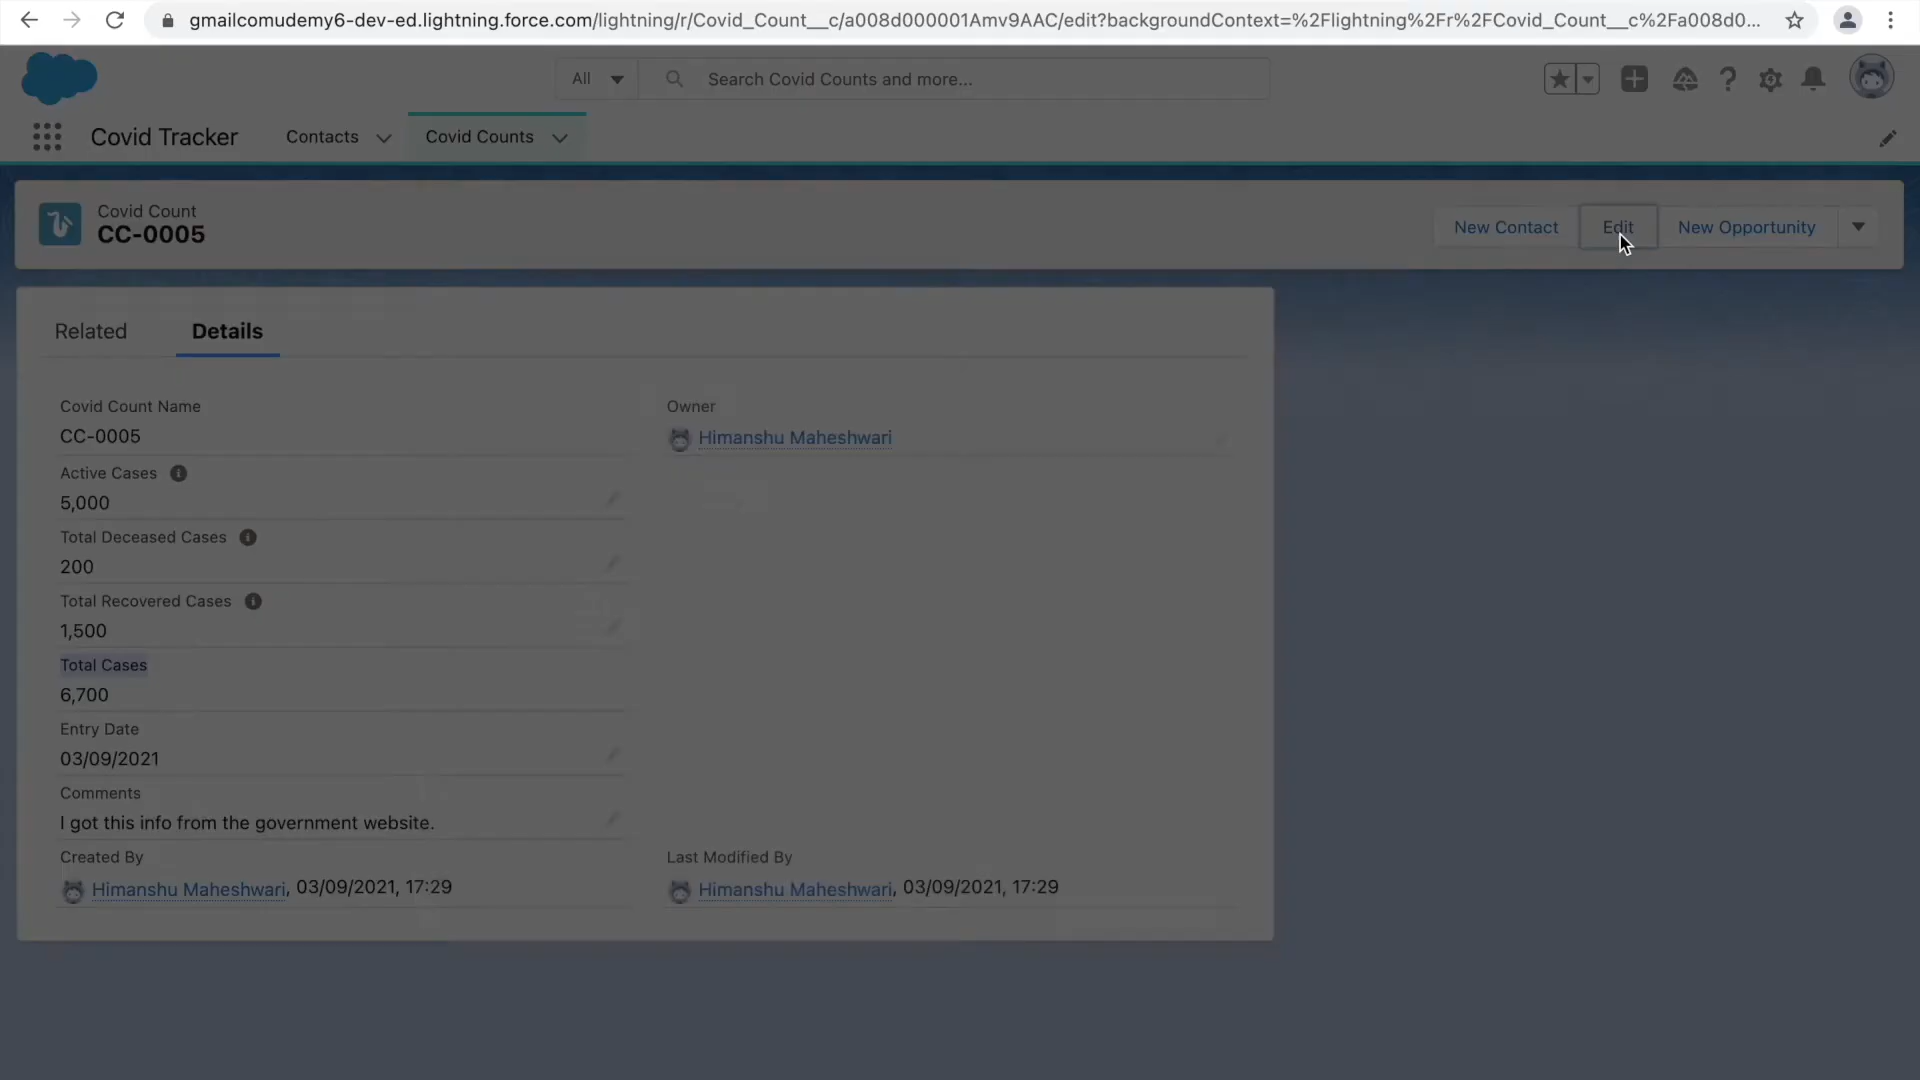 gmailcomudemy6-dev-ed.lightning.force.com/lightning/r/Covid_Count__c/a008d000001Amv9AAC/edit?backgroundContext=%2Flightning%2Fr%2FCovid_Count__c%2Fa008d0...
All
Search Covid Counts and more...
Covid Tracker
Contacts
Covid Counts
Covid Count
CC-0005
New Contact
Edit
New Opportunity
Related
Details
Covid Count Name
CC-0005
Owner
Himanshu Maheshwari
Active Cases
5,000
Total Deceased Cases
200
Total Recovered Cases
1,500
Total Cases
6,700
Entry Date
03/09/2021
Comments
I got this info from the government website.
Created By
Himanshu Maheshwari, 03/09/2021, 17:29
Last Modified By
Himanshu Maheshwari, 03/09/2021, 17:29